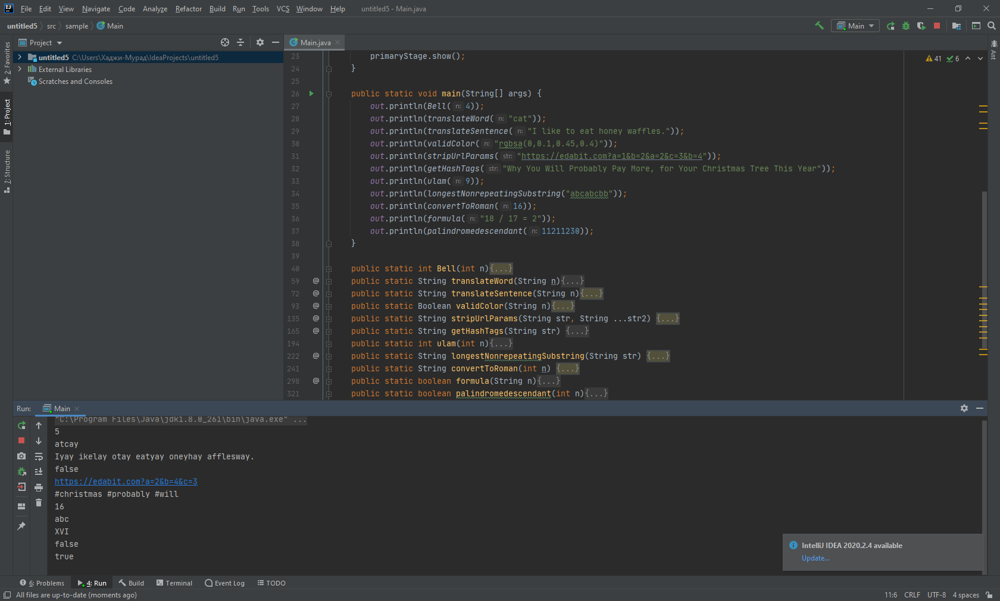 File Edit View Navigate Code Analyze Refactor Build Run Tools VCS Window Help untitled5 - Main.java
untitled5 src sample Main
Main
Project
Main.java
2: Favorites
1: Project
7: Structure
Ant
untitled5 C:\Users\Хаджи-Мурад\IdeaProjects\untitled5
External Libraries
Scratches and Consoles
41 6
23 primaryStage.show();
24 }
25
26 public static void main(String[] args) {
27 out.println(Bell( n: 4));
28 out.println(translateWord( n: "cat"));
29 out.println(translateSentence( n: "I like to eat honey waffles."));
30 out.println(validColor( n: "rgbsa(0,0.1,0.45,0.4)"));
31 out.println(stripUrlParams( str: "https://edabit.com?a=1&b=2&a=2&c=3&b=4"));
32 out.println(getHashTags( str: "Why You Will Probably Pay More, for Your Christmas Tree This Year"));
33 out.println(ulam( n: 9));
34 out.println(longestNonrepeatingSubstring("abcabcbb"));
35 out.println(convertToRoman( n: 16));
36 out.println(formula( n: "18 / 17 = 2"));
37 out.println(palindromedescendant( n: 11211230));
38 }
39
40 public static int Bell(int n){...}
59 @ public static String translateWord(String n){...}
72 @ public static String translateSentence(String n){...}
93 @ public static Boolean validColor(String n){...}
135 @ public static String stripUrlParams(String str, String ...str2) {...}
165 @ public static String getHashTags(String str) {...}
194 public static int ulam(int n){...}
222 @ public static String longestNonrepeatingSubstring(String str) {...}
241 public static String convertToRoman(int n) {...}
298 @ public static boolean formula(String n){...}
321 public static boolean palindromedescendant(int n){...}
Run: Main
"C:\Program Files\Java\jdk1.8.0_261\bin\java.exe" ...
5
atcay
Iyay ikelay otay eatyay oneyhay afflesway.
false
https://edabit.com?a=2&b=4&c=3
#christmas #probably #will
16
abc
XVI
false
true
IntelliJ IDEA 2020.2.4 available
Update...
6: Problems 4: Run Build Terminal Event Log TODO
All files are up-to-date (moments ago) 11:6 CRLF UTF-8 4 spaces